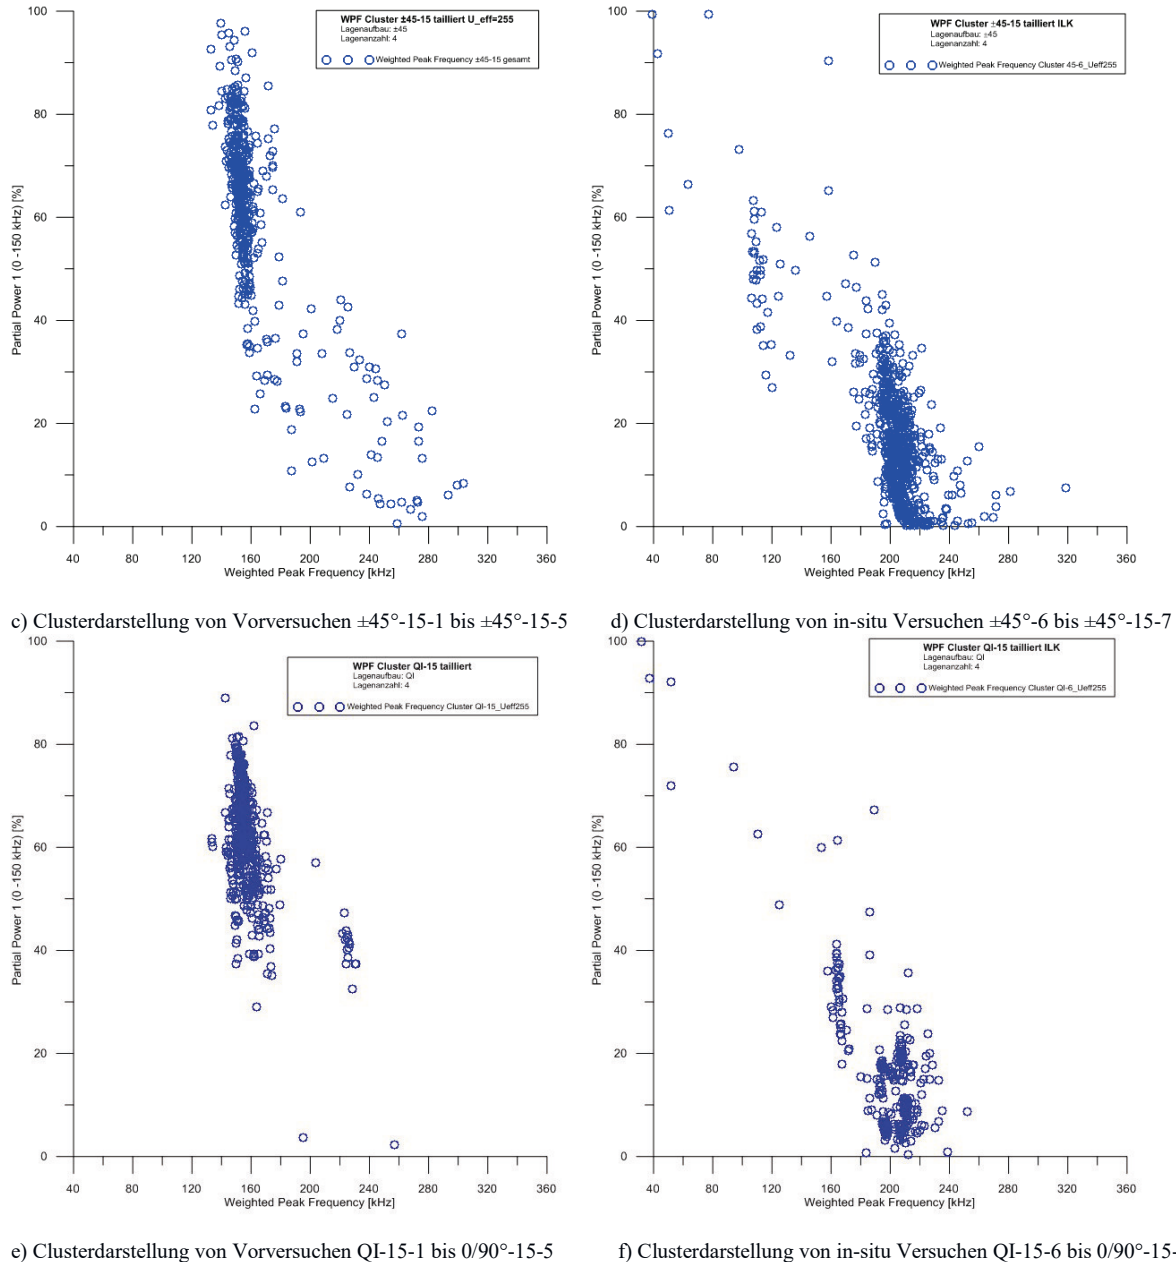 WPF Cluster ±45-15 tailliert U_eff=255
Lagenaufbau: ±45
Lagenanzahl: 4
Weighted Peak Frequency ±45-15 gesamt
Partial Power 1 (0 -150 kHz) [%]
100
80
60
40
20
0
40 80 120 160 200 240 280 320 360
Weighted Peak Frequency [kHz]
WPF Cluster ±45-15 tailliert ILK
Lagenaufbau: ±45
Lagenanzahl: 4
Weighted Peak Frequency Cluster 45-6_Ueff255
Partial Power 1 (0 -150 kHz) [%]
100
80
60
40
20
0
40 80 120 160 200 240 280 320 360
Weighted Peak Frequency [kHz]
c) Clusterdarstellung von Vorversuchen ±45°-15-1 bis ±45°-15-5
d) Clusterdarstellung von in-situ Versuchen ±45°-6 bis ±45°-15-7
WPF Cluster QI-15 tailliert
Lagenaufbau: QI
Lagenanzahl: 4
Weighted Peak Frequency Cluster QI-15_Ueff255
Partial Power 1 (0 -150 kHz) [%]
100
80
60
40
20
0
40 80 120 160 200 240 280 320 360
Weighted Peak Frequency [kHz]
WPF Cluster QI-15 tailliert ILK
Lagenaufbau: QI
Lagenanzahl: 4
Weighted Peak Frequency Cluster QI-6_Ueff255
Partial Power 1 (0 -150 kHz) [%]
100
80
60
40
20
0
40 80 120 160 200 240 280 320 360
Weighted Peak Frequency [kHz]
e) Clusterdarstellung von Vorversuchen QI-15-1 bis 0/90°-15-5
f) Clusterdarstellung von in-situ Versuchen QI-15-6 bis 0/90°-15-